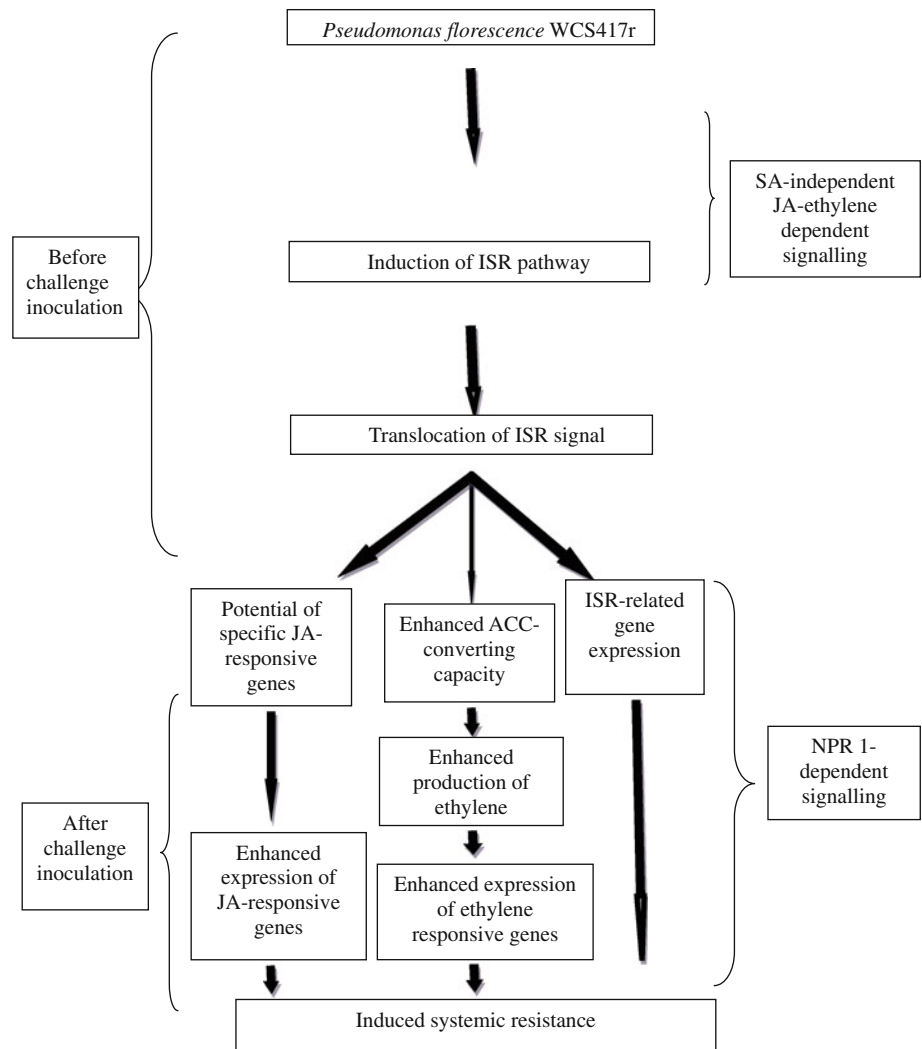 Pseudomonas florescence WCS417r
SA-independent
JA-ethylene
dependent
signalling
Before
challenge
inoculation
Induction of ISR pathway
Translocation of ISR signal
Potential of
specific JA-
responsive
genes
Enhanced ACC-
converting
capacity
ISR-related
gene
expression
Enhanced
production of
ethylene
NPR 1-
dependent
signalling
After
challenge
inoculation
Enhanced
expression of
JA-responsive
genes
Enhanced expression
of ethylene
responsive genes
Induced systemic resistance